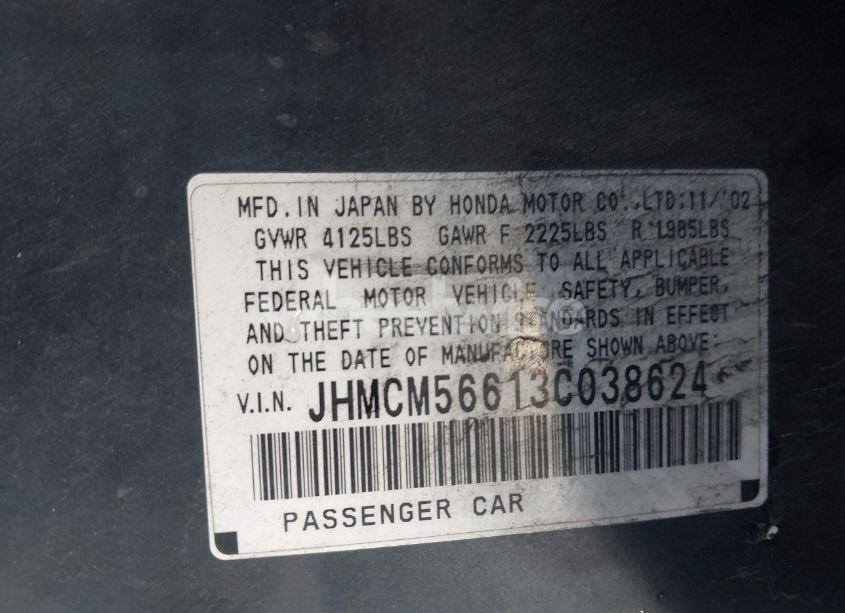 MFD. IN JAPAN BY HONDA MOTOR CO., LTD: 11/'02
GVWR 4125LBS GAWR F 2225LBS R 1985LBS
THIS VEHICLE CONFORMS TO ALL APPLICABLE
FEDERAL MOTOR VEHICLE SAFETY, BUMPER,
AND THEFT PREVENTION STANDARDS IN EFFECT
ON THE DATE OF MANUFACTURE SHOWN ABOVE:
V.I.N. JHMCM56613C038624
PASSENGER CAR